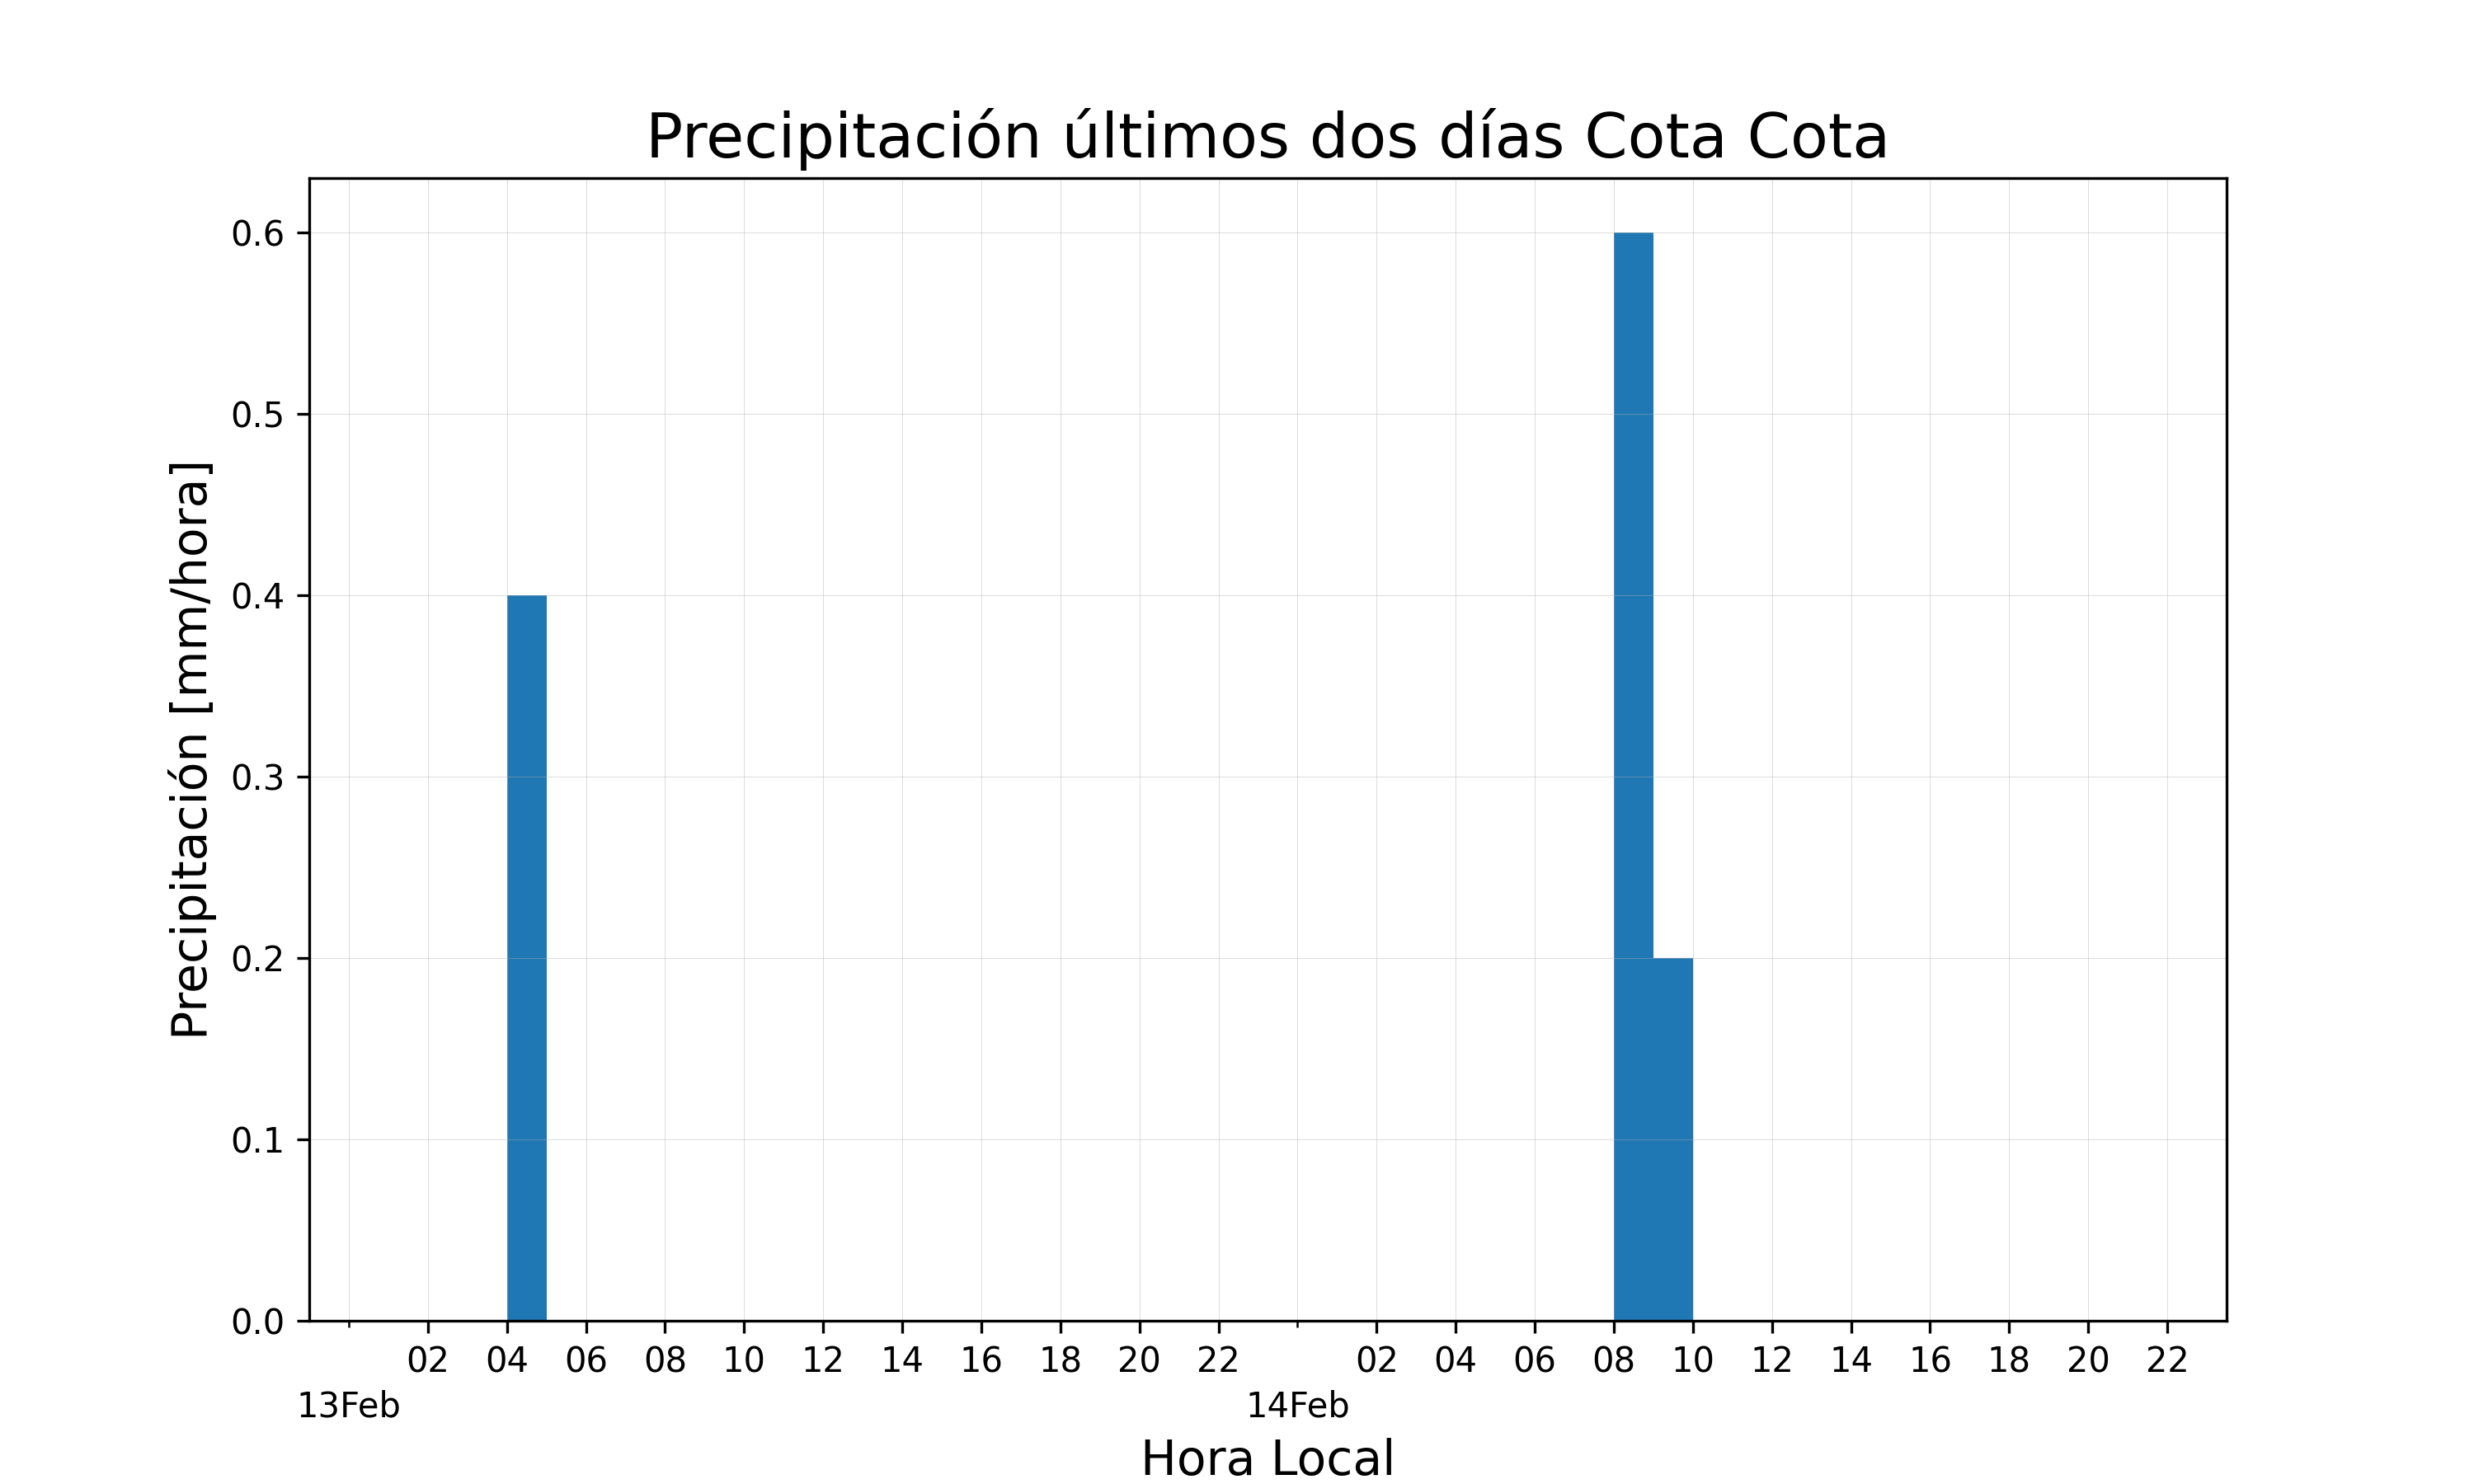 Precipitación últimos dos días Cota Cota
Precipitación [mm/hora]
0.6
0.5
0.4
0.3
0.2
0.1
0.0
02 04 06 08 10 12 14 16 18 20 22 02 04 06 08 10 12 14 16 18 20 22
13Feb 14Feb
Hora Local